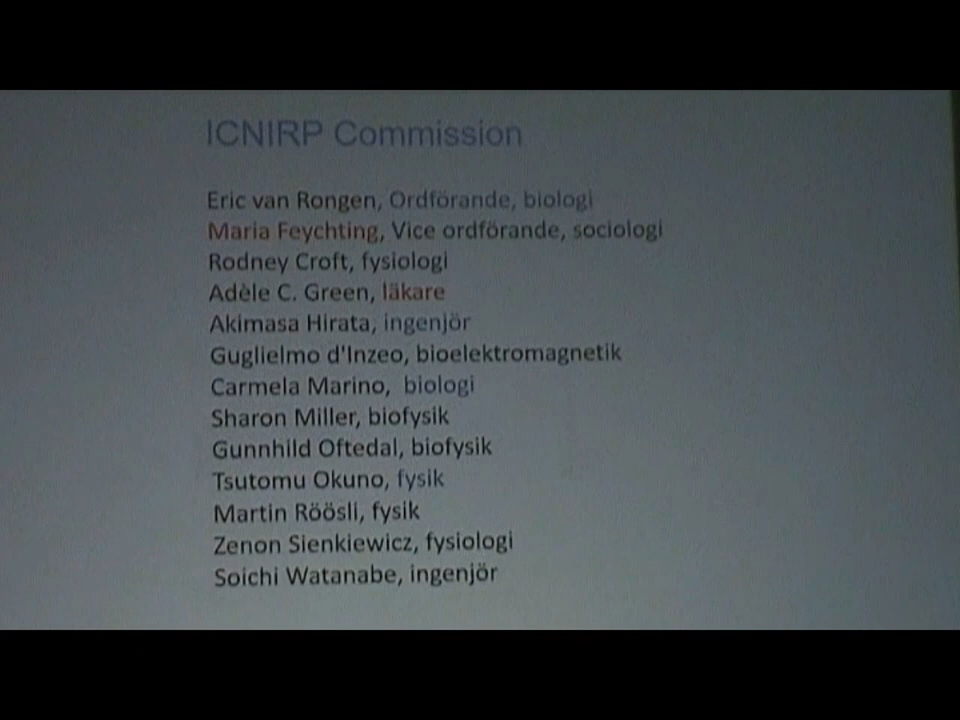 ICNIRP Commission
Eric van Rongen, Ordförande, biologi
Maria Feychting, Vice ordförande, sociologi
Rodney Croft, fysiologi
Adèle C. Green, läkare
Akimasa Hirata, ingenjör
Guglielmo d'Inzeo, bioelektromagnetik
Carmela Marino, biologi
Sharon Miller, biofysik
Gunnhild Oftedal, biofysik
Tsutomu Okuno, fysik
Martin Röösli, fysik
Zenon Sienkiewicz, fysiologi
Soichi Watanabe, ingenjör